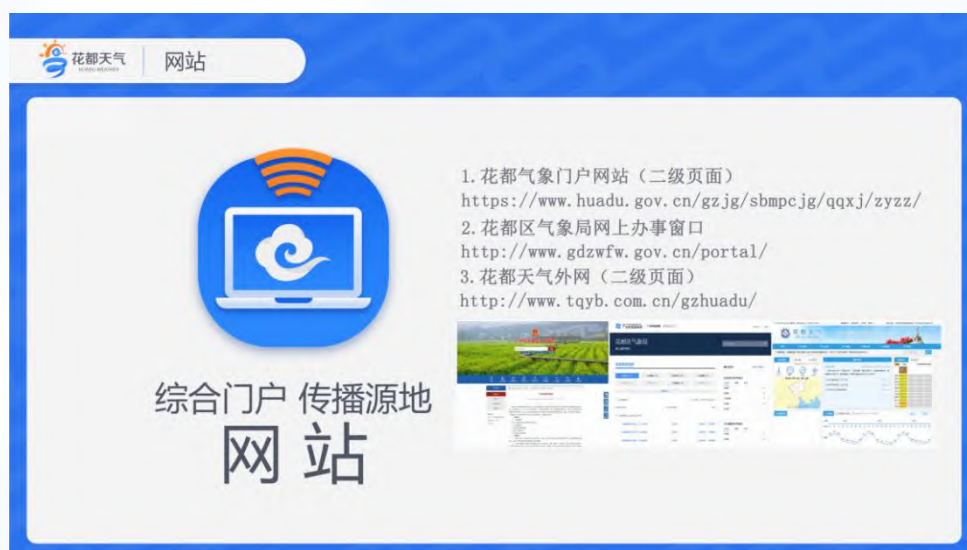 花都天气
HUADU WEATHER
网站
1.花都气象门户网站（二级页面）
https://www.huadu.gov.cn/gzjg/sbmpcjg/qqxj/zyzz/
2.花都区气象局网上办事窗口
http://www.gdzwfw.gov.cn/portal/
3.花都天气外网（二级页面）
http://www.tqyb.com.cn/gzhuadu/
综合门户 传播源地
网站